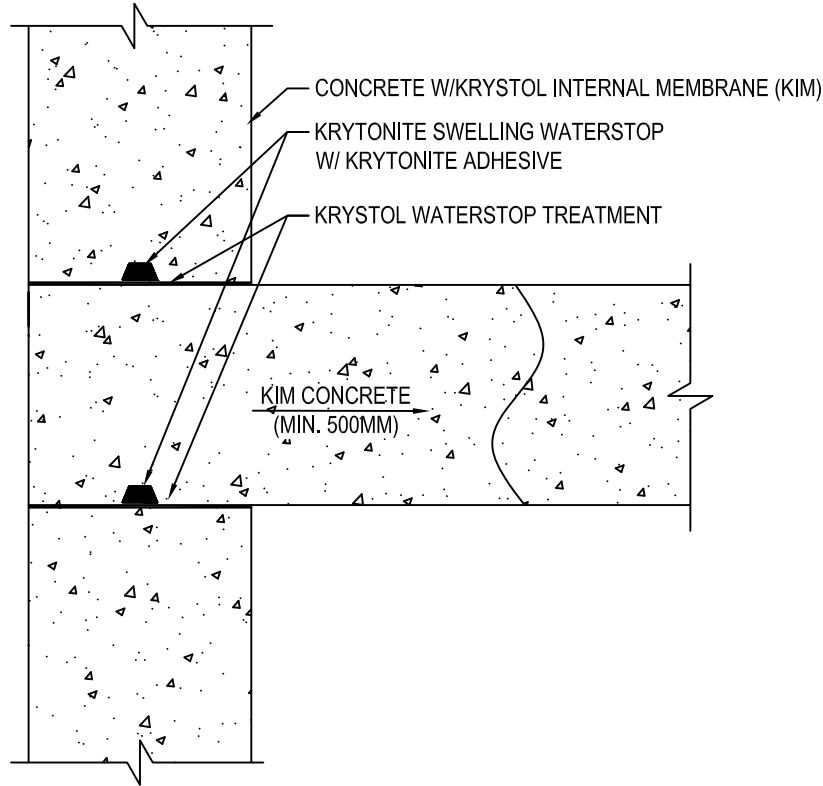 CONCRETE W/KRYSTOL INTERNAL MEMBRANE (KIM)
KRYTONITE SWELLING WATERSTOP
W/ KRYTONITE ADHESIVE
KRYSTOL WATERSTOP TREATMENT
KIM CONCRETE
(MIN. 500MM)